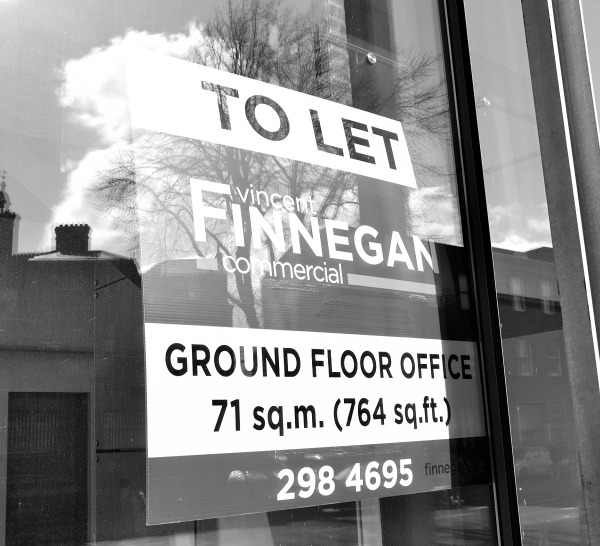 TO LET
vincent
FINNEGAN
commercial
GROUND FLOOR OFFICE
71 sq.m. (764 sq.ft.)
298 4695